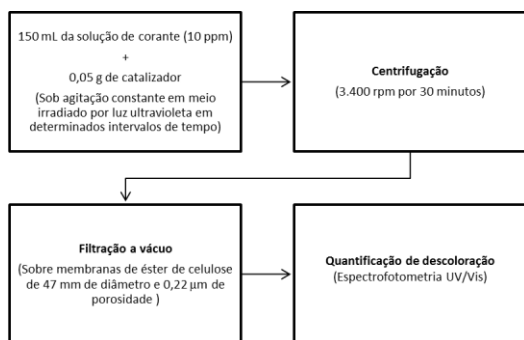 150 mL da solução de corante (10 ppm)
+
0,05 g de catalizador
(Sob agitação constante em meio
irradiado por luz ultravioleta em
determinados intervalos de tempo)
Centrifugação
(3.400 rpm por 30 minutos)
Filtração a vácuo
(Sobre membranas de éster de celulose
de 47 mm de diâmetro e 0,22 µm de
porosidade )
Quantificação de descoloração
(Espectrofotometria UV/Vis)